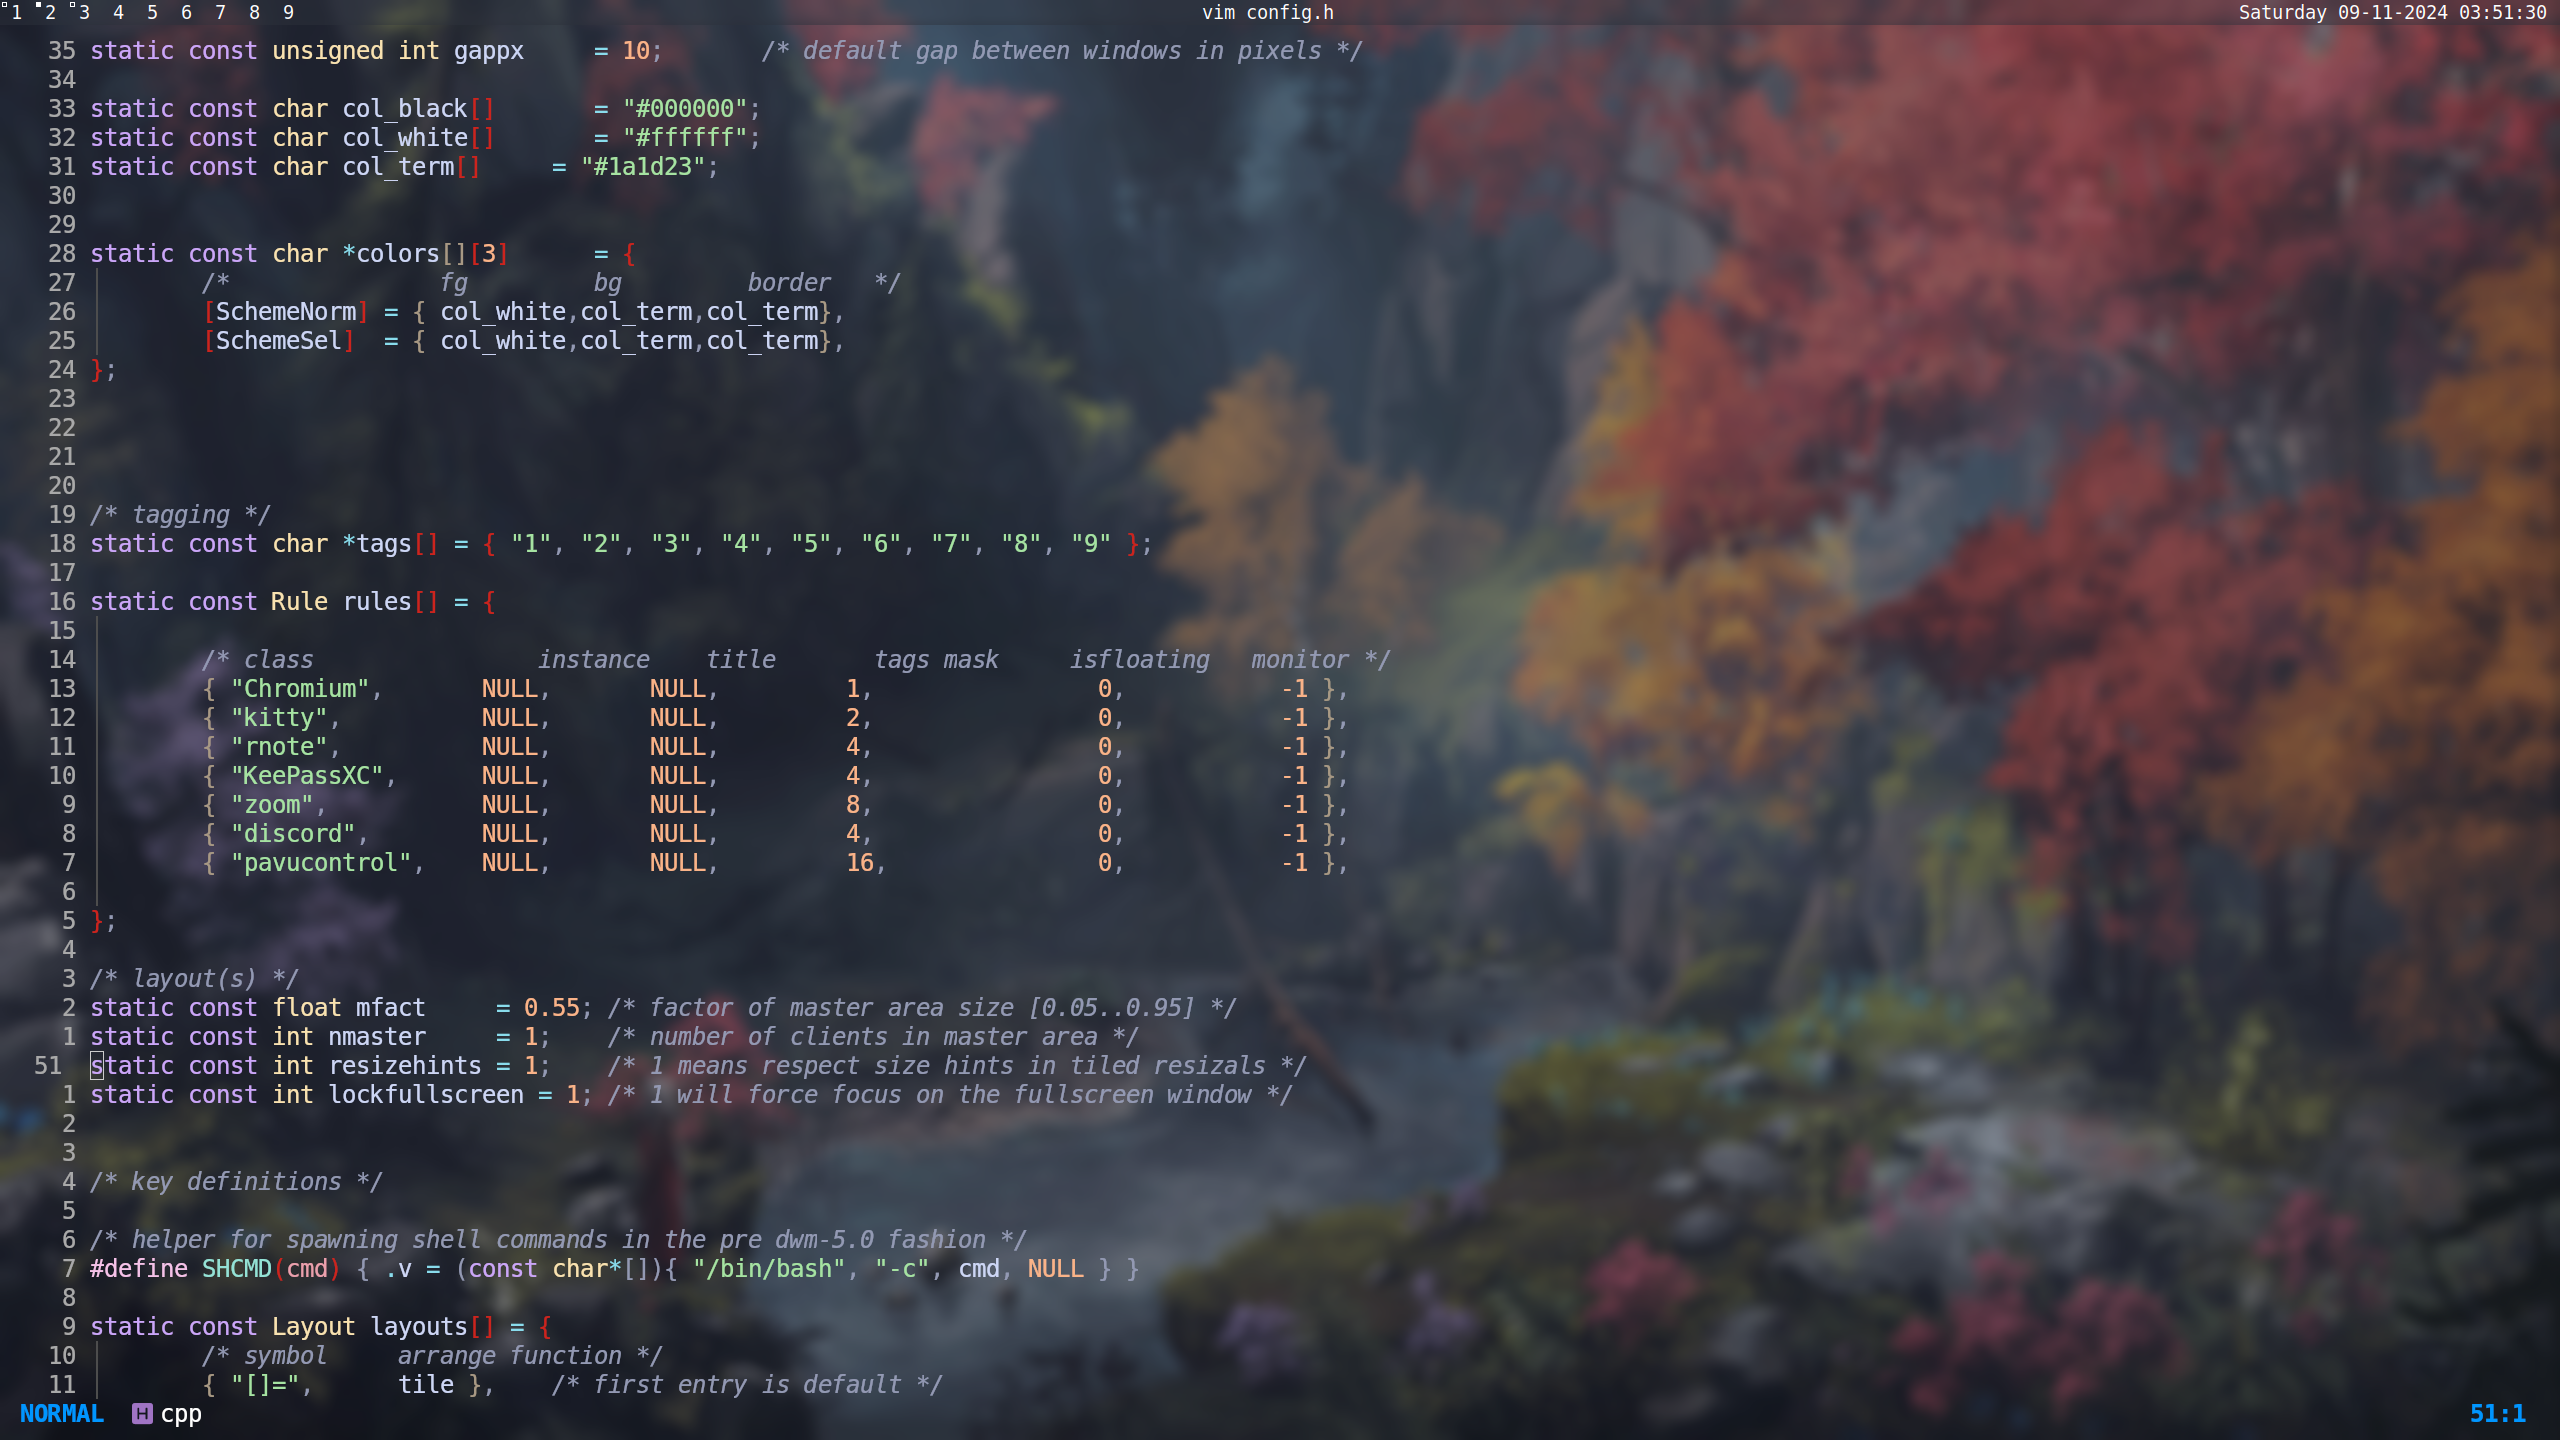 1 2 3 4 5 6 7 8 9 vim config.h Saturday 09-11-2024 03:51:30
35 static const unsigned int gappx     = 10;       /* default gap between windows in pixels */
34
33 static const char col_black[]       = "#000000";
32 static const char col_white[]       = "#ffffff";
31 static const char col_term[]     = "#1a1d23";
30
29
28 static const char *colors[][3]      = {
27         /*               fg         bg         border   */
26         [SchemeNorm] = { col_white,col_term,col_term},
25         [SchemeSel]  = { col_white,col_term,col_term},
24 };
23
22
21
20
19 /* tagging */
18 static const char *tags[] = { "1", "2", "3", "4", "5", "6", "7", "8", "9" };
17
16 static const Rule rules[] = {
15
14         /* class                instance    title       tags mask     isfloating   monitor */
13         { "Chromium",       NULL,       NULL,         1,                0,           -1 },
12         { "kitty",          NULL,       NULL,         2,                0,           -1 },
11         { "rnote",          NULL,       NULL,         4,                0,           -1 },
10         { "KeePassXC",      NULL,       NULL,         4,                0,           -1 },
9         { "zoom",           NULL,       NULL,         8,                0,           -1 },
8         { "discord",        NULL,       NULL,         4,                0,           -1 },
7         { "pavucontrol",    NULL,       NULL,         16,               0,           -1 },
6
5 };
4
3 /* layout(s) */
2 static const float mfact     = 0.55; /* factor of master area size [0.05..0.95] */
1 static const int nmaster     = 1;    /* number of clients in master area */
51 static const int resizehints = 1;    /* 1 means respect size hints in tiled resizals */
1 static const int lockfullscreen = 1; /* 1 will force focus on the fullscreen window */
2
3
4 /* key definitions */
5
6 /* helper for spawning shell commands in the pre dwm-5.0 fashion */
7 #define SHCMD(cmd) { .v = (const char*[]){ "/bin/bash", "-c", cmd, NULL } }
8
9 static const Layout layouts[] = {
10         /* symbol     arrange function */
11         { "[]=",      tile },    /* first entry is default */
NORMAL H cpp 51:1